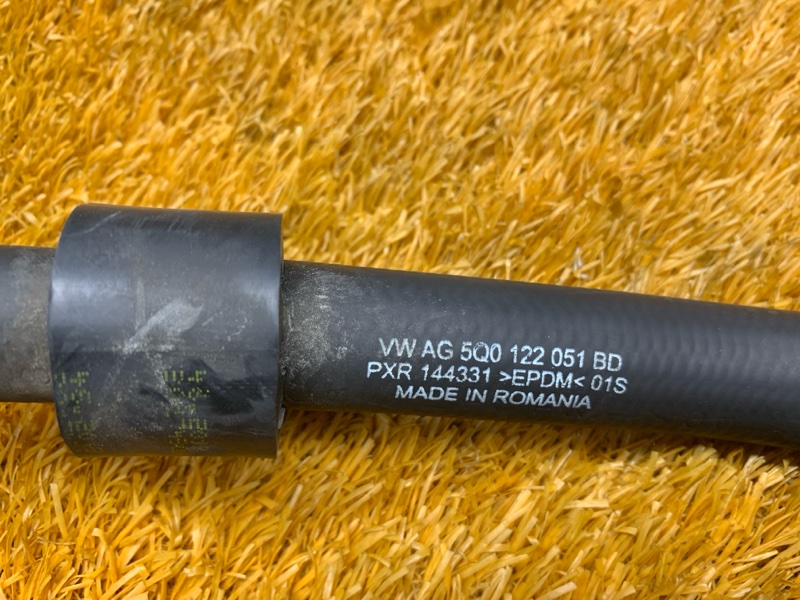 VW AG 5Q0 122 051 BD
PXR 144331 >EPDM< 01S
MADE IN ROMANIA